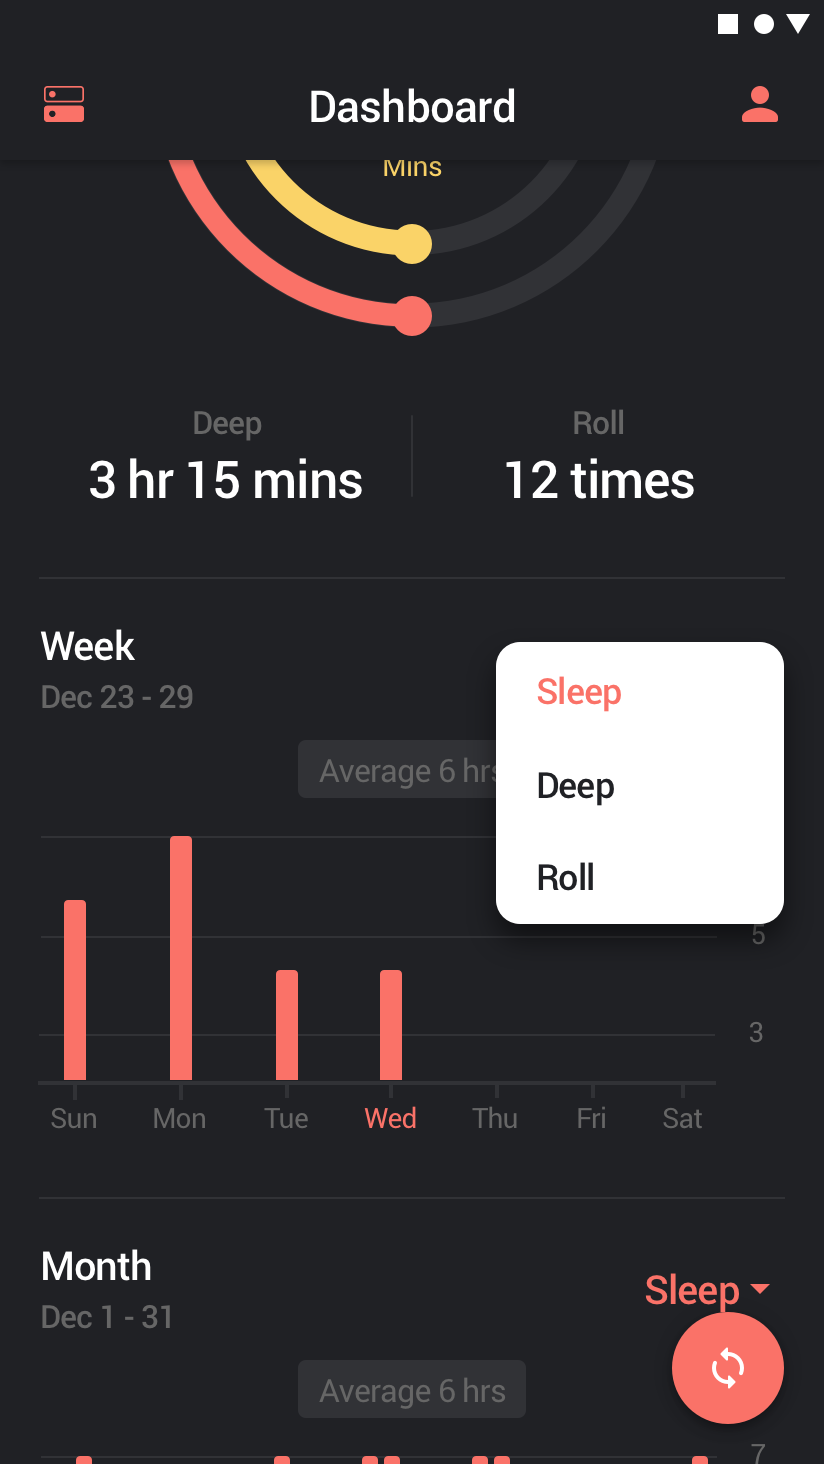 Dashboard
Mins
Deep
Roll
3 hr 15 mins
12 times
Week
Dec 23 - 29
Sleep
Deep
Roll
Average 6 hrs
5
3
Sun
Mon
Tue
Wed
Thu
Fri
Sat
Month
Dec 1 - 31
Sleep
Average 6 hrs
7